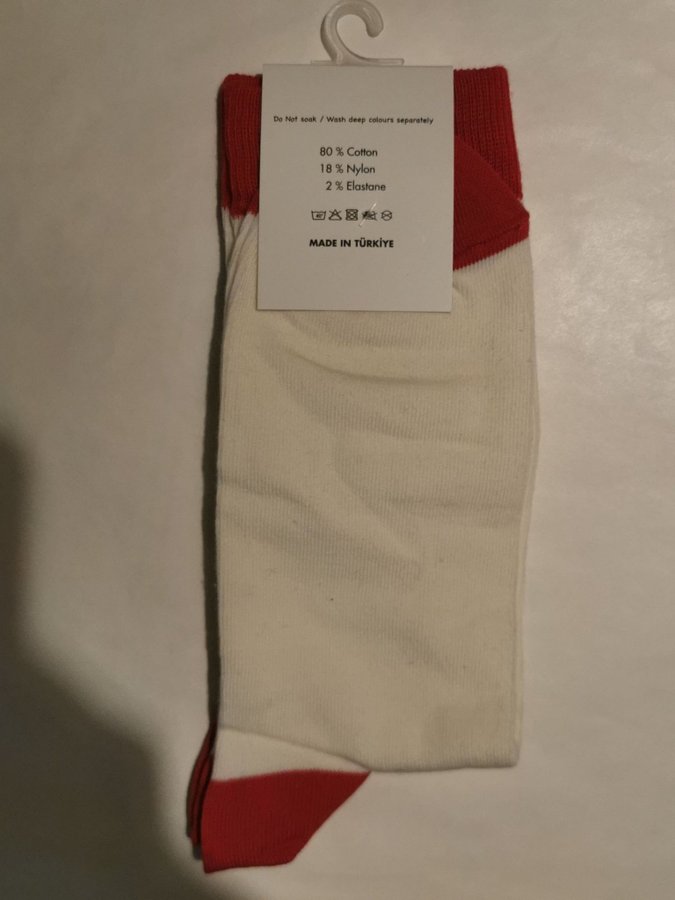 Do Not soak / Wash deep colours separately
80 % Cotton
18 % Nylon
2 % Elastane
MADE IN TÜRKİYE